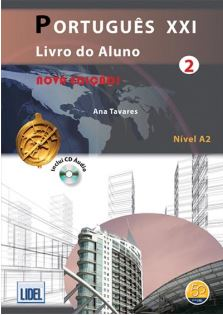 PORTUGUÊS XXI
Livro do Aluno
2
NOVA EDIÇÃO!
Ana Tavares
Nível A2
Inclui CD Áudio
LIDEL